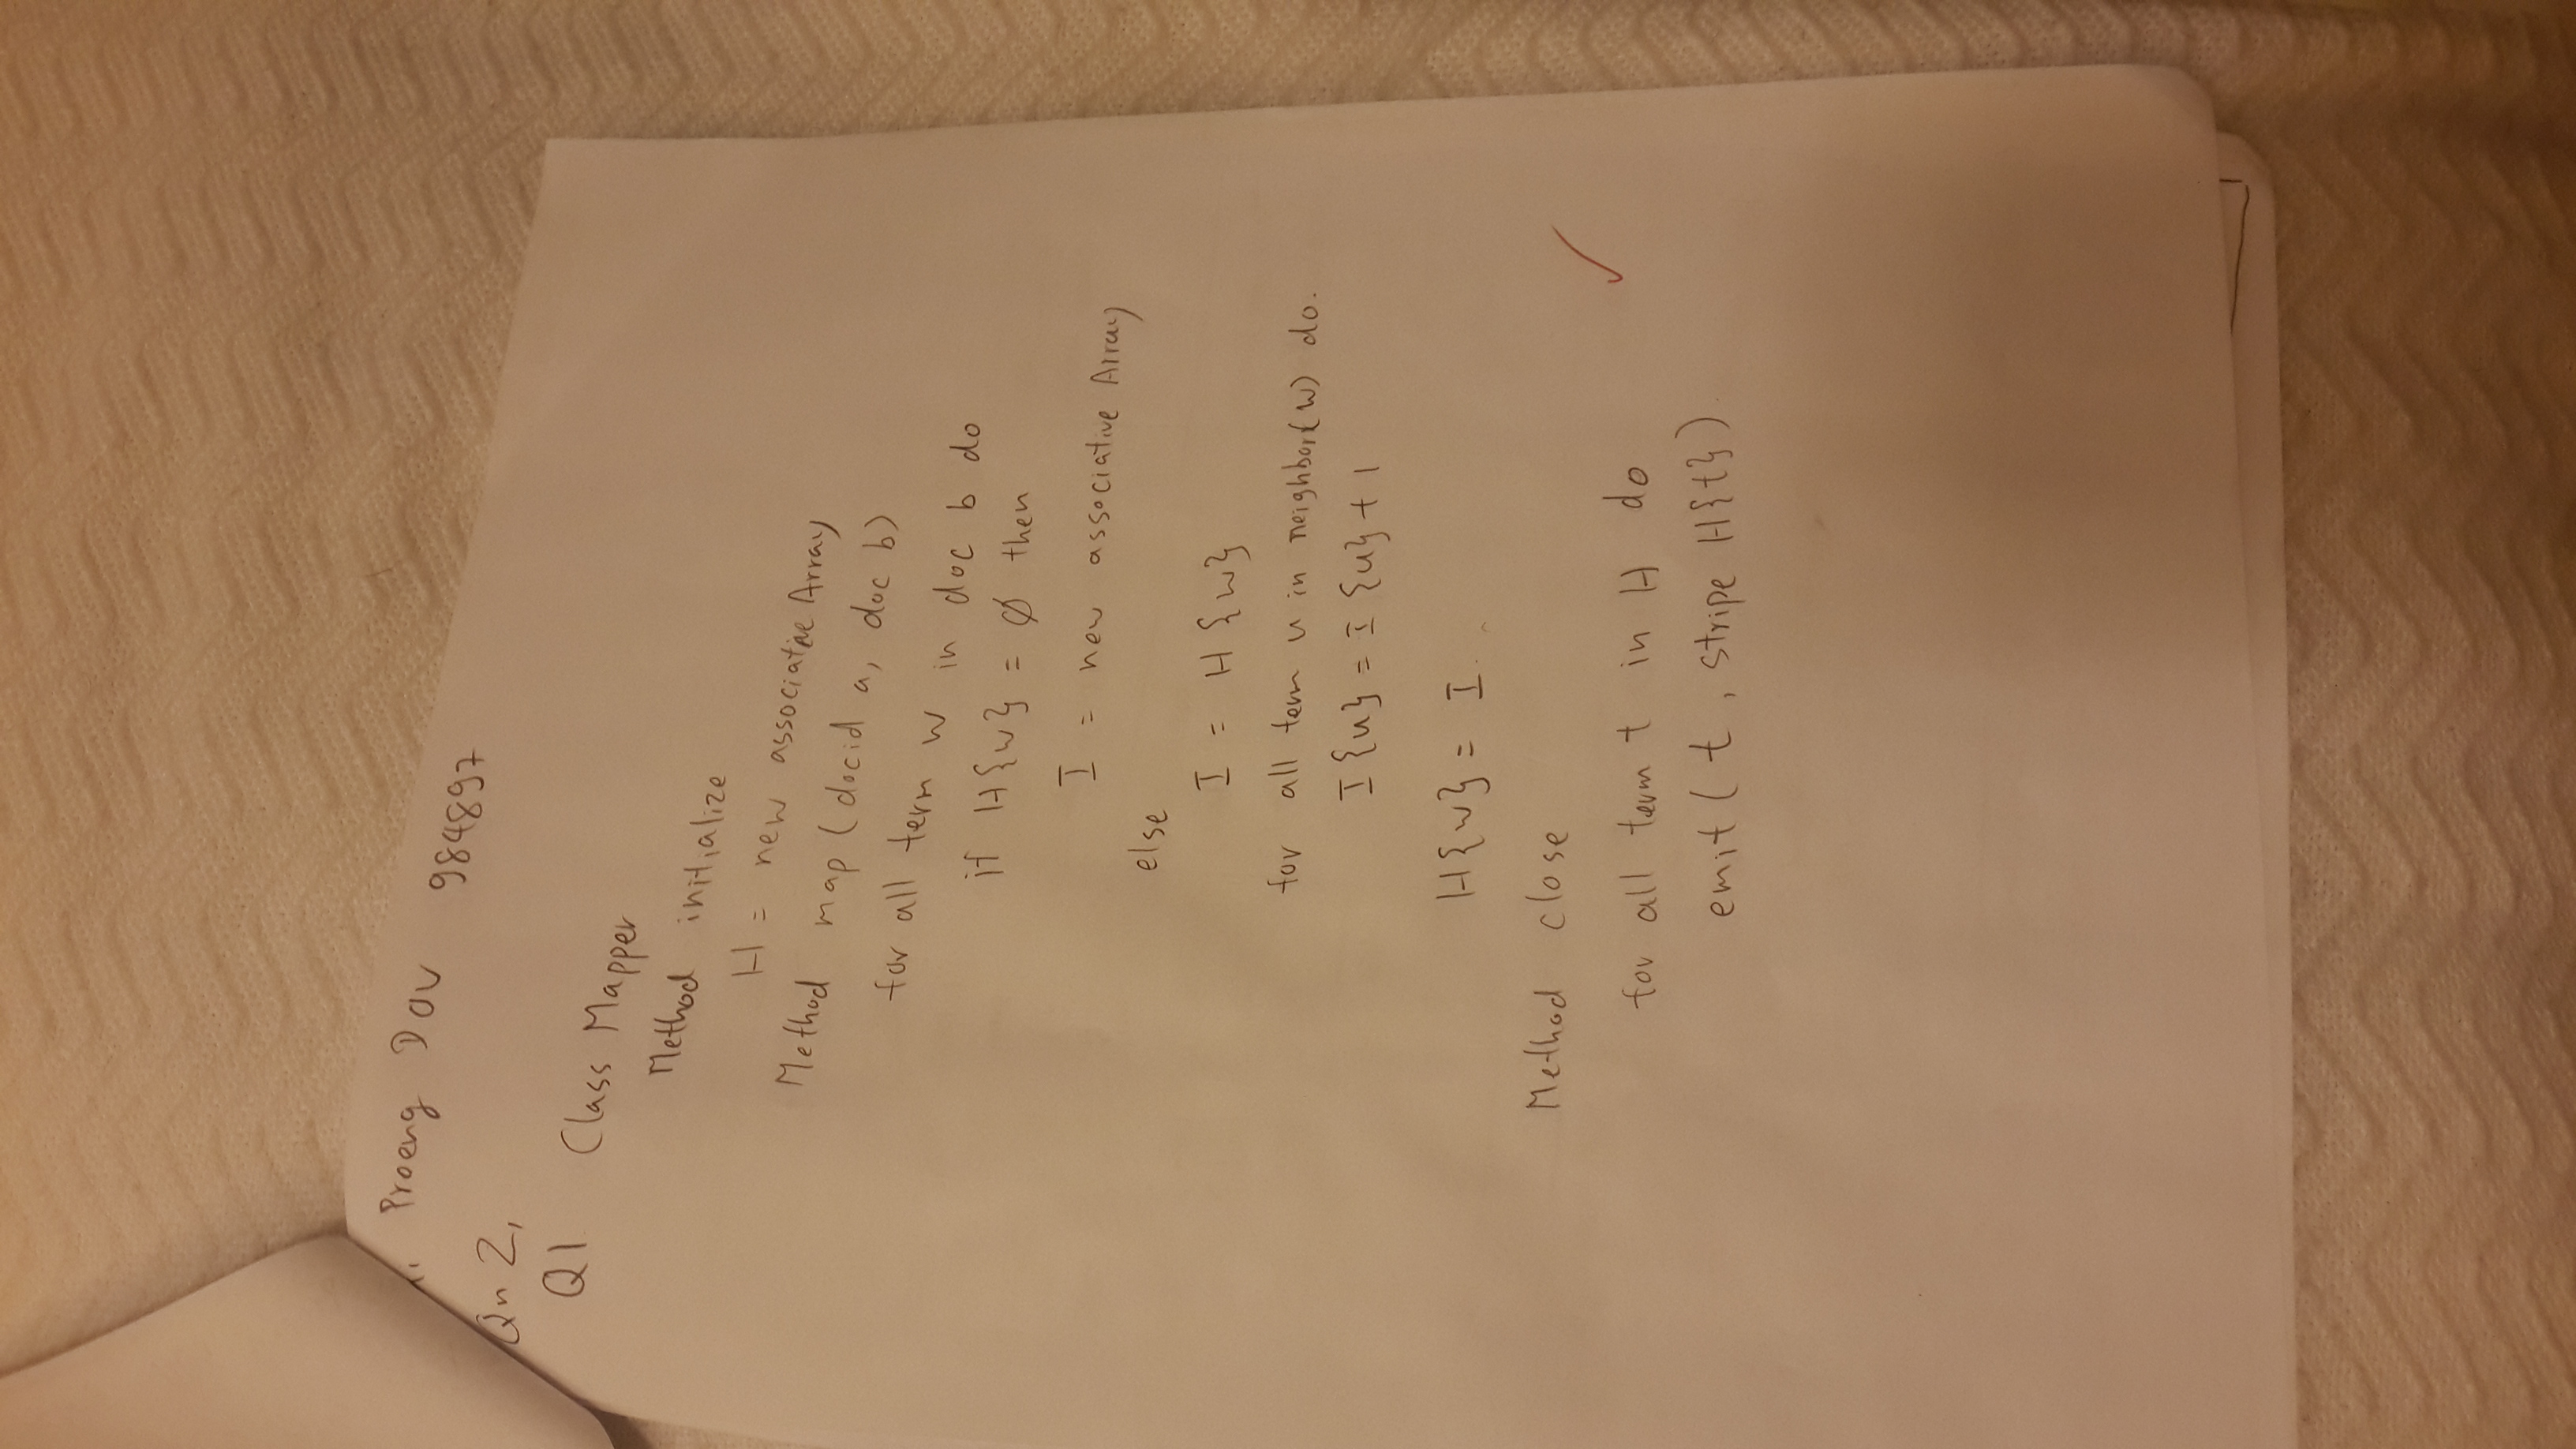 Proeng DOV 984897
Qn 2,
Q1 Class Mapper
Method initialize
H = new associative Array
Method map (docid a, doc b)
for all term w in doc b do
if H{w} = Ø then
I = new associative Array
else
I = H{w}
for all term u in neighbor(w) do.
I{u} = I{u} + 1
H{w} = I.
Method close
for all term t in H do
emit ( t , stripe H{t})